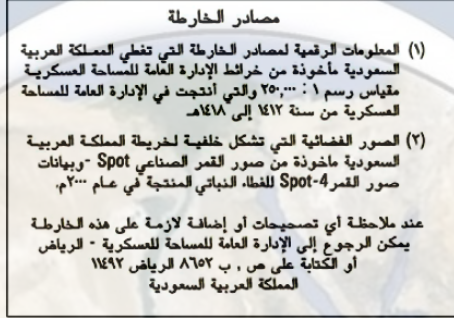 مصادر الخارطة
(١) المعلومات الرقمية لمصادر الخارطة التي تغطي المملكة العربية
السعودية مأخوذة من خرائط الإدارة العامة للمساحة العسكرية
مقياس رسم ١ : ٢٥٠,٠٠٠ والتي أنتجت في الإدارة العامة للمساحة
العسكرية من سنة ١٤١٢ إلى ١٤١٨هـ
(٢) الصور الفضائية التي تشكل خلفية لخريطة المملكة العربية
السعودية مأخوذة من صور القمر الصناعي Spot -وبيانات
صور القمر Spot-4 للغطاء النباتي المنتجة في عام ٢٠٠٠م.
عند ملاحظة أي تصحيحات أو إضافة لازمة على هذه الخارطة
يمكن الرجوع إلى الإدارة العامة للمساحة للعسكرية - الرياض
أو الكتابة على ص . ب ٨٦٥٢ الرياض ١١٤٩٢
المملكة العربية السعودية